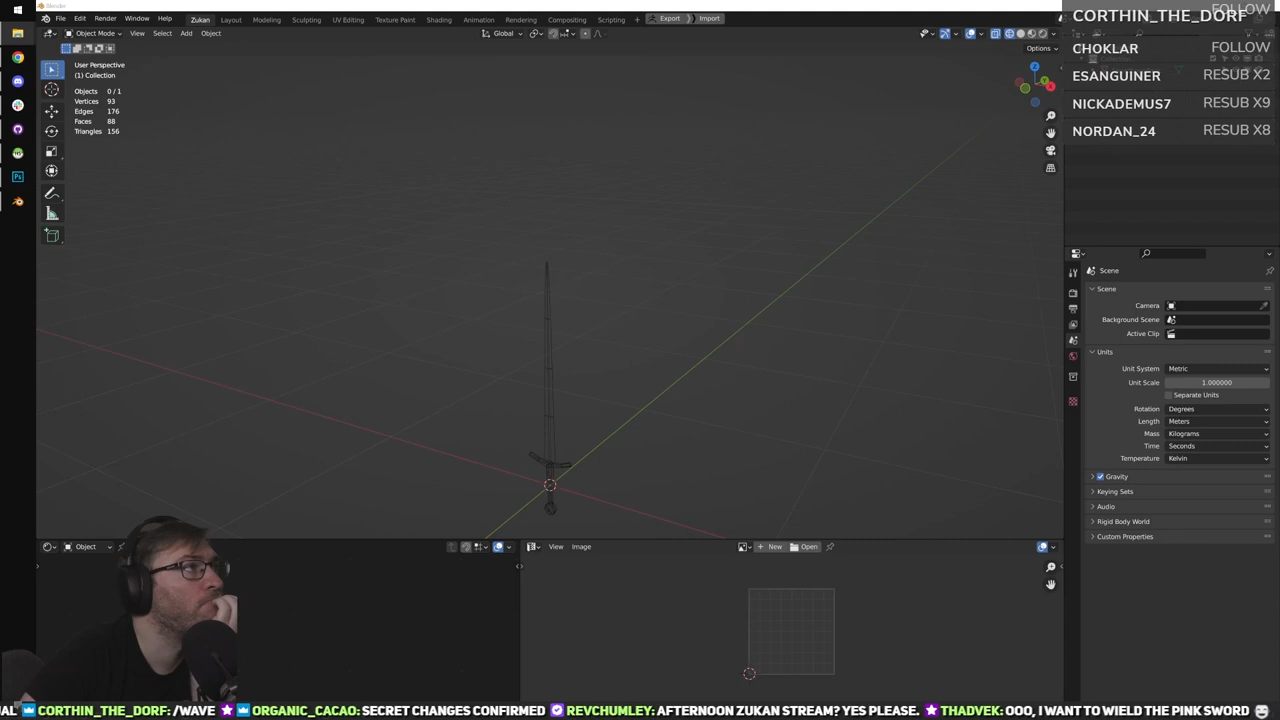 Blender
File Edit Render Window Help Zukan Layout Modeling Sculpting UV Editing Texture Paint Shading Animation Rendering Compositing Scripting + Export Import
Object Mode View Select Add Object Global
Options
User Perspective
(1) Collection
Objects 0 / 1
Vertices 93
Edges 176
Faces 88
Triangles 156
FOLLOW
CORTHIN_THE_DORF
CHOKLAR FOLLOW
ESANGUINER RESUB X2
NICKADEMUS7 RESUB X9
NORDAN_24 RESUB X8
Scene
Scene
Camera
Background Scene
Active Clip
Units
Unit System Metric
Unit Scale 1.000000
Separate Units
Rotation Degrees
Length Meters
Mass Kilograms
Time Seconds
Temperature Kelvin
Gravity
Keying Sets
Audio
Rigid Body World
Custom Properties
Object
View Image + New Open
UAL CORTHIN_THE_DORF: /WAVE ORGANIC_CACAO: SECRET CHANGES CONFIRMED REVCHUMLEY: AFTERNOON ZUKAN STREAM? YES PLEASE. THADVEK: OOO, I WANT TO WIELD THE PINK SWORD